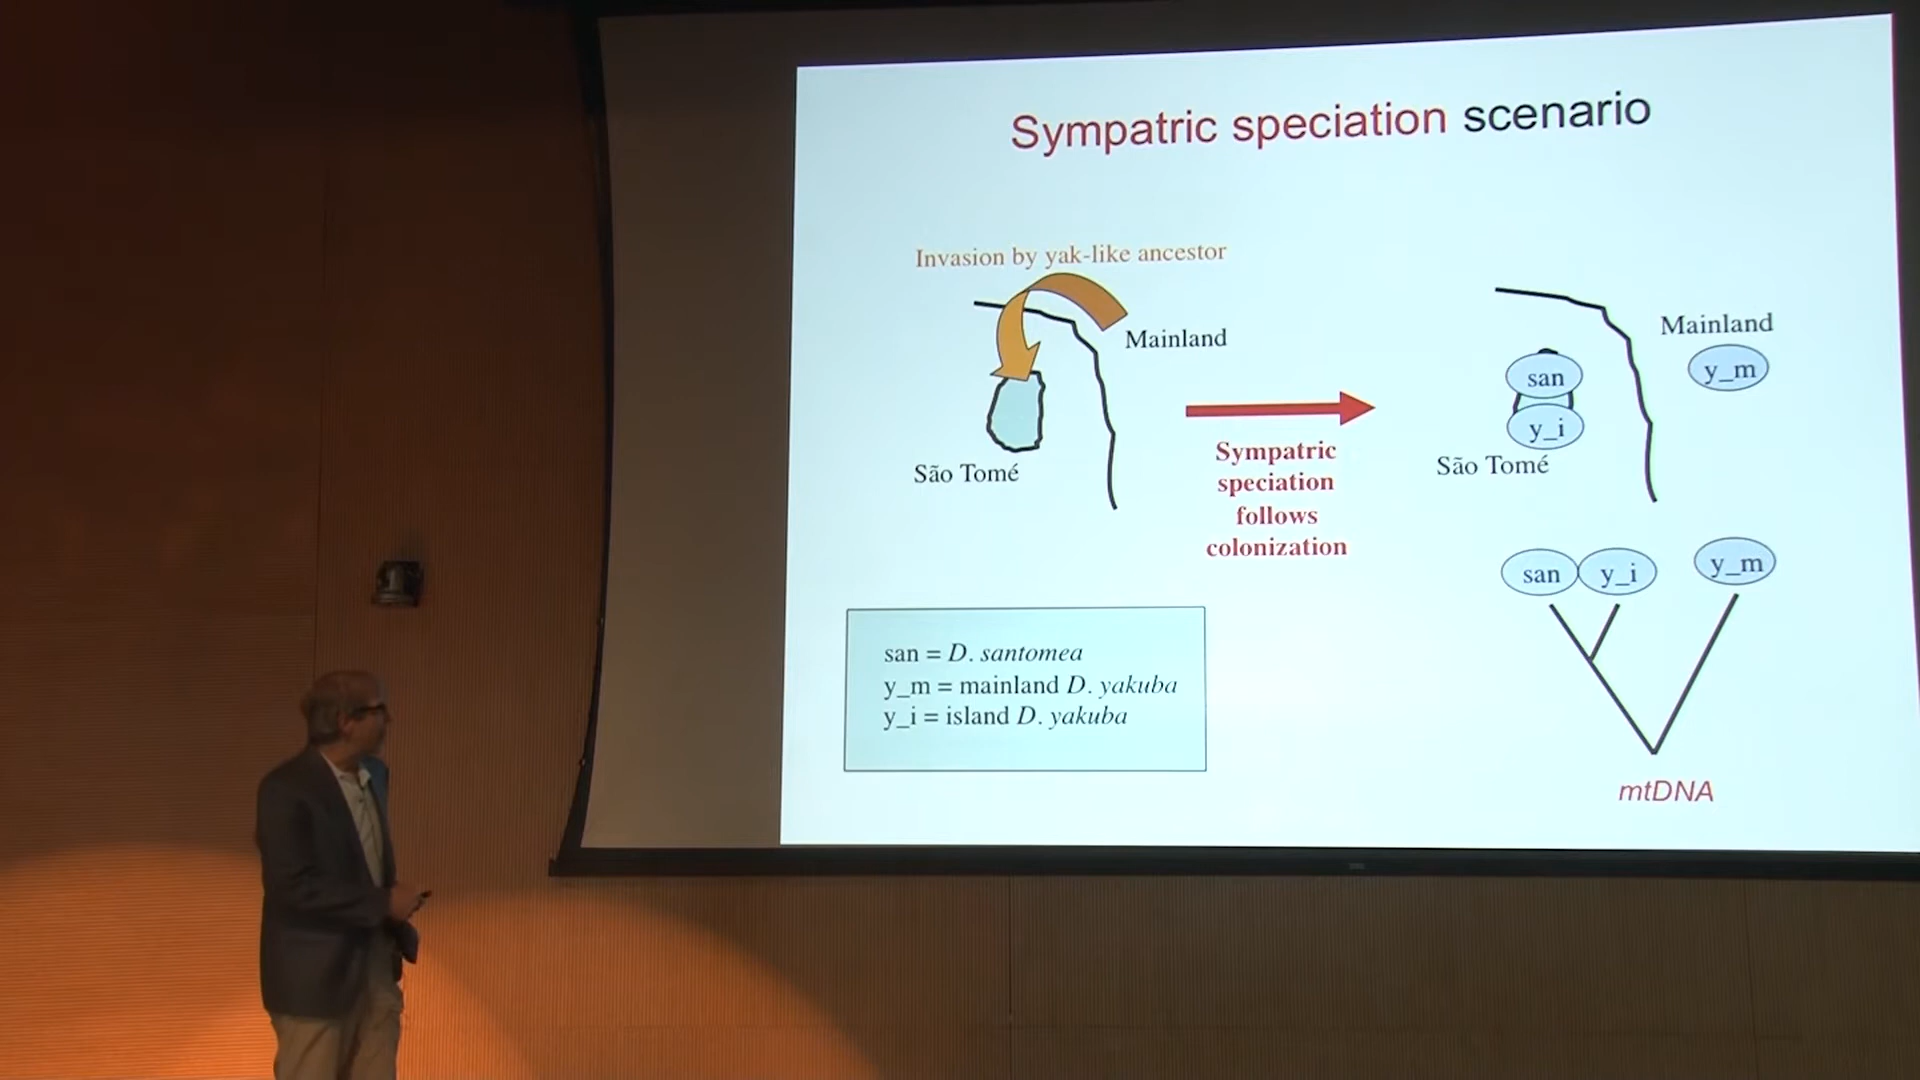 Sympatric speciation scenario
Invasion by yak-like ancestor
Mainland
São Tomé
Sympatric
speciation
follows
colonization
Mainland
y_m
san
y_i
São Tomé
san
y_i
y_m
mtDNA
san = D. santomea
y_m = mainland D. yakuba
y_i = island D. yakuba